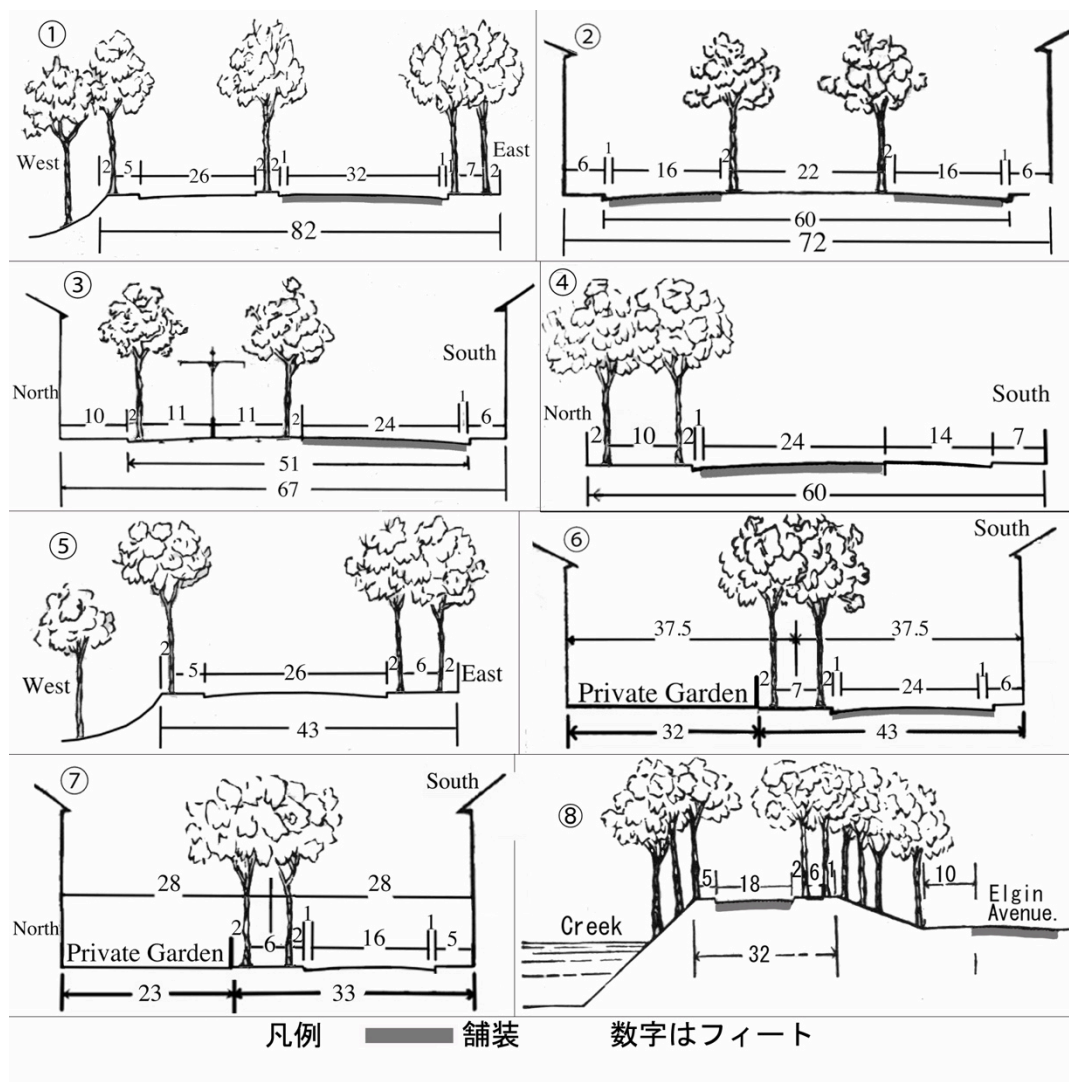 ①
West
East
2 5 26 2 2 1 32 1 1 7 2
82
②
6 1 16 2 22 2 16 1 6
60
72
③
North
South
10 2 11 11 2 24 1 6
51
67
④
North
South
2 10 2 1 24 14 7
60
⑤
West
East
2 5 26 2 6 2
43
⑥
South
37.5 37.5
Private Garden
2 7 2 1 24 1 6
32 43
⑦
South
North
28 28
Private Garden
2 6 2 1 16 1 5
23 33
⑧
5 18 2 6 1 10
Elgin
Avenue.
Creek
32
凡例 舗装 数字はフィート